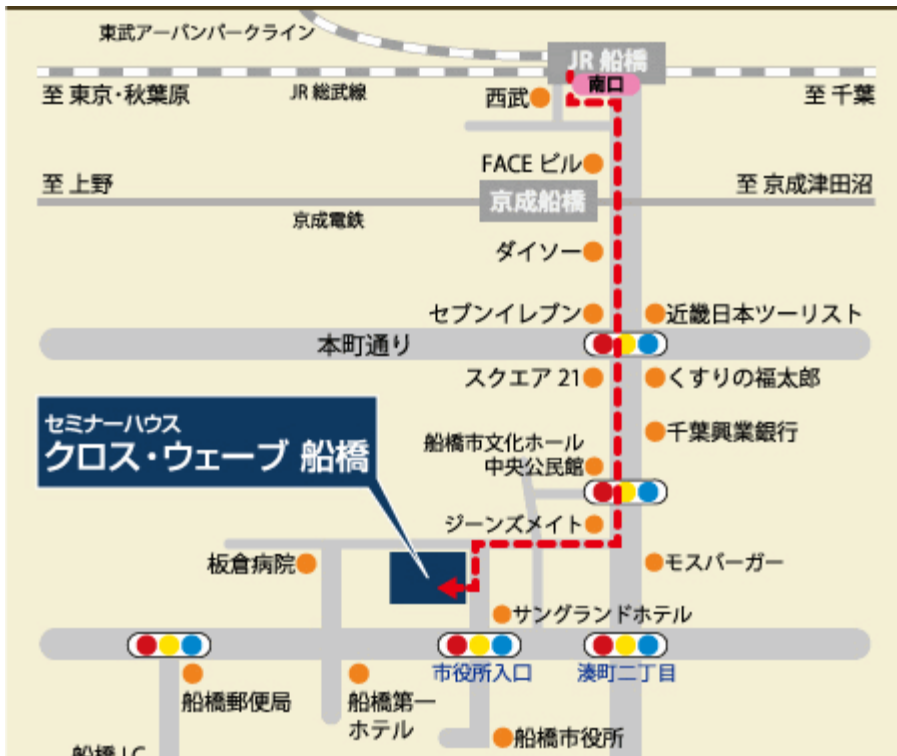 東武アーバンパークライン
JR 船橋
南口
至 東京・秋葉原
JR 総武線
西武
至 千葉
FACE ビル
至 上野
京成船橋
至 京成津田沼
京成電鉄
ダイソー
セブンイレブン
近畿日本ツーリスト
本町通り
スクエア 21
くすりの福太郎
セミナーハウス
クロス・ウェーブ 船橋
船橋市文化ホール
中央公民館
千葉興業銀行
ジーンズメイト
板倉病院
モスバーガー
サングランドホテル
市役所入口
湊町二丁目
船橋郵便局
船橋第一
ホテル
船橋市役所
船橋 I.C